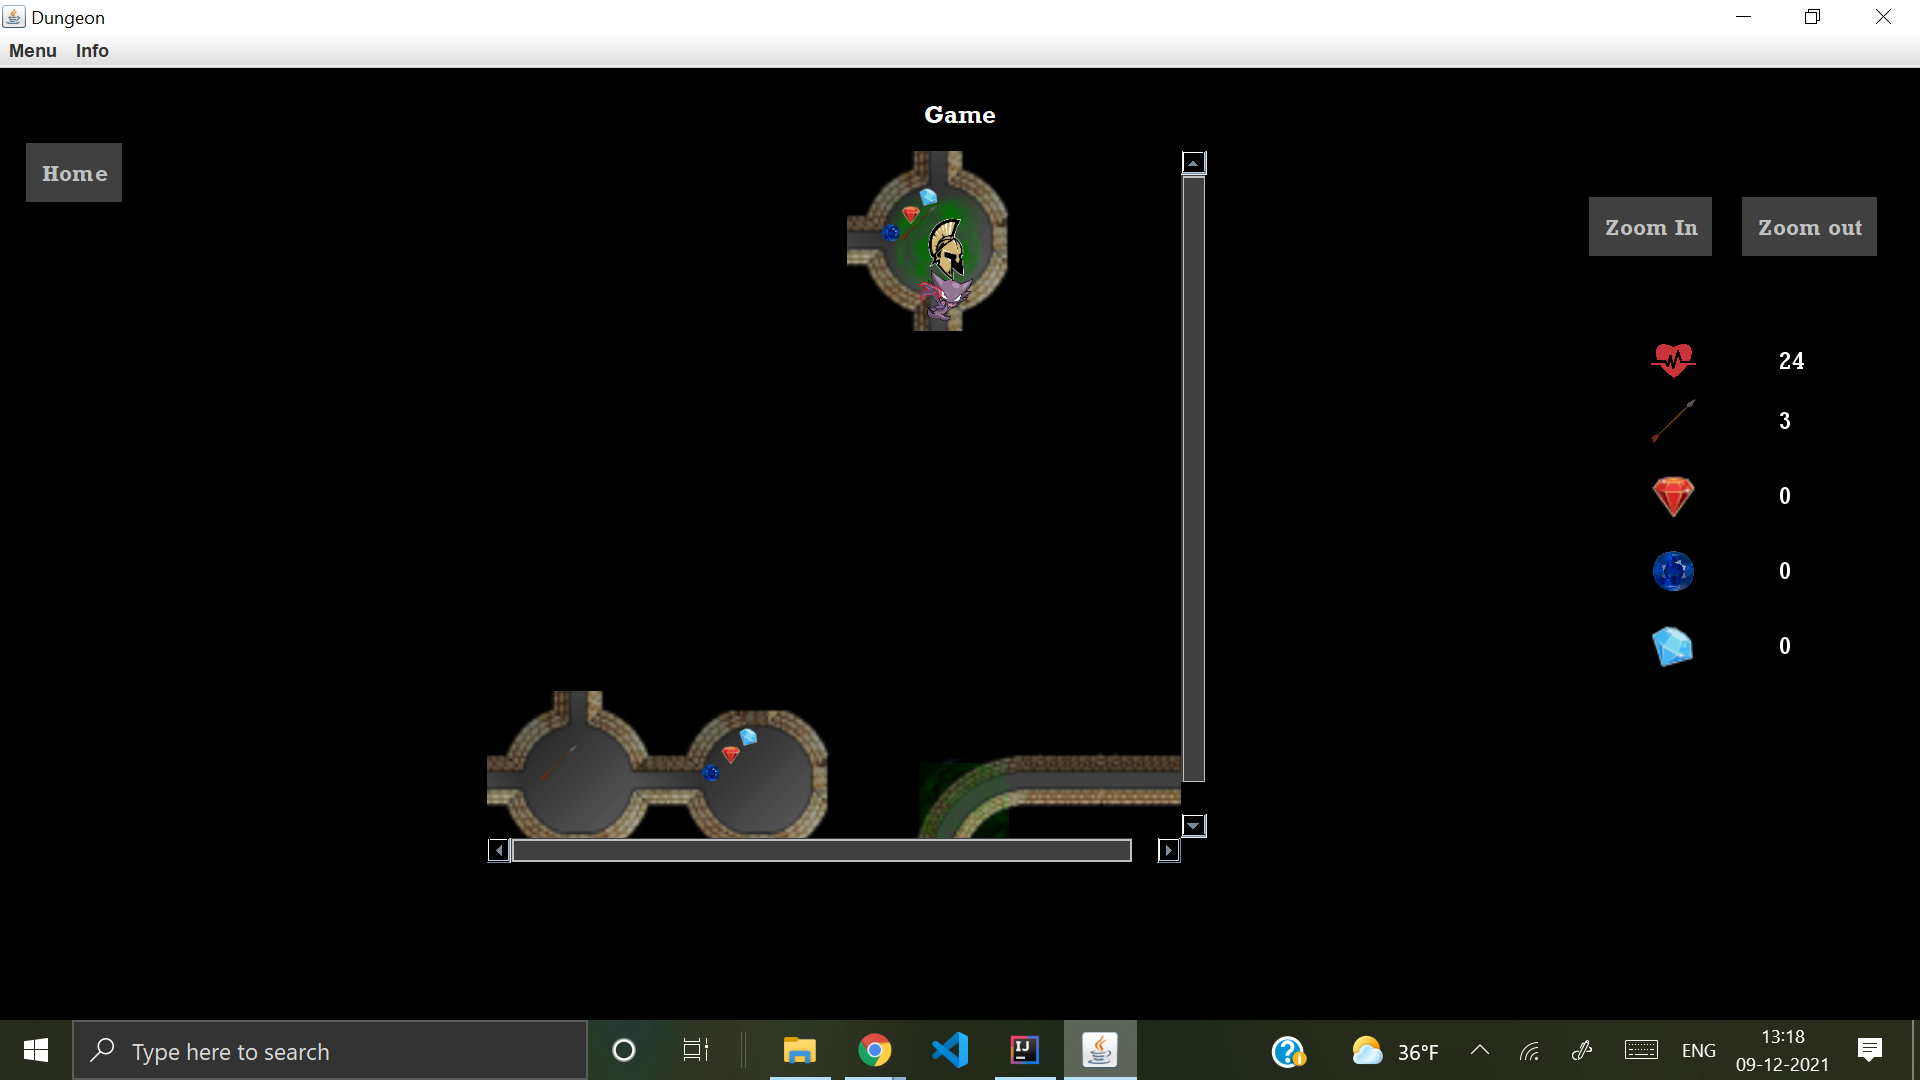 Dungeon
Menu Info
Game
Home
Zoom In Zoom out
24
3
0
0
0
Type here to search
IJ
36°F
ENG
13:18
09-12-2021